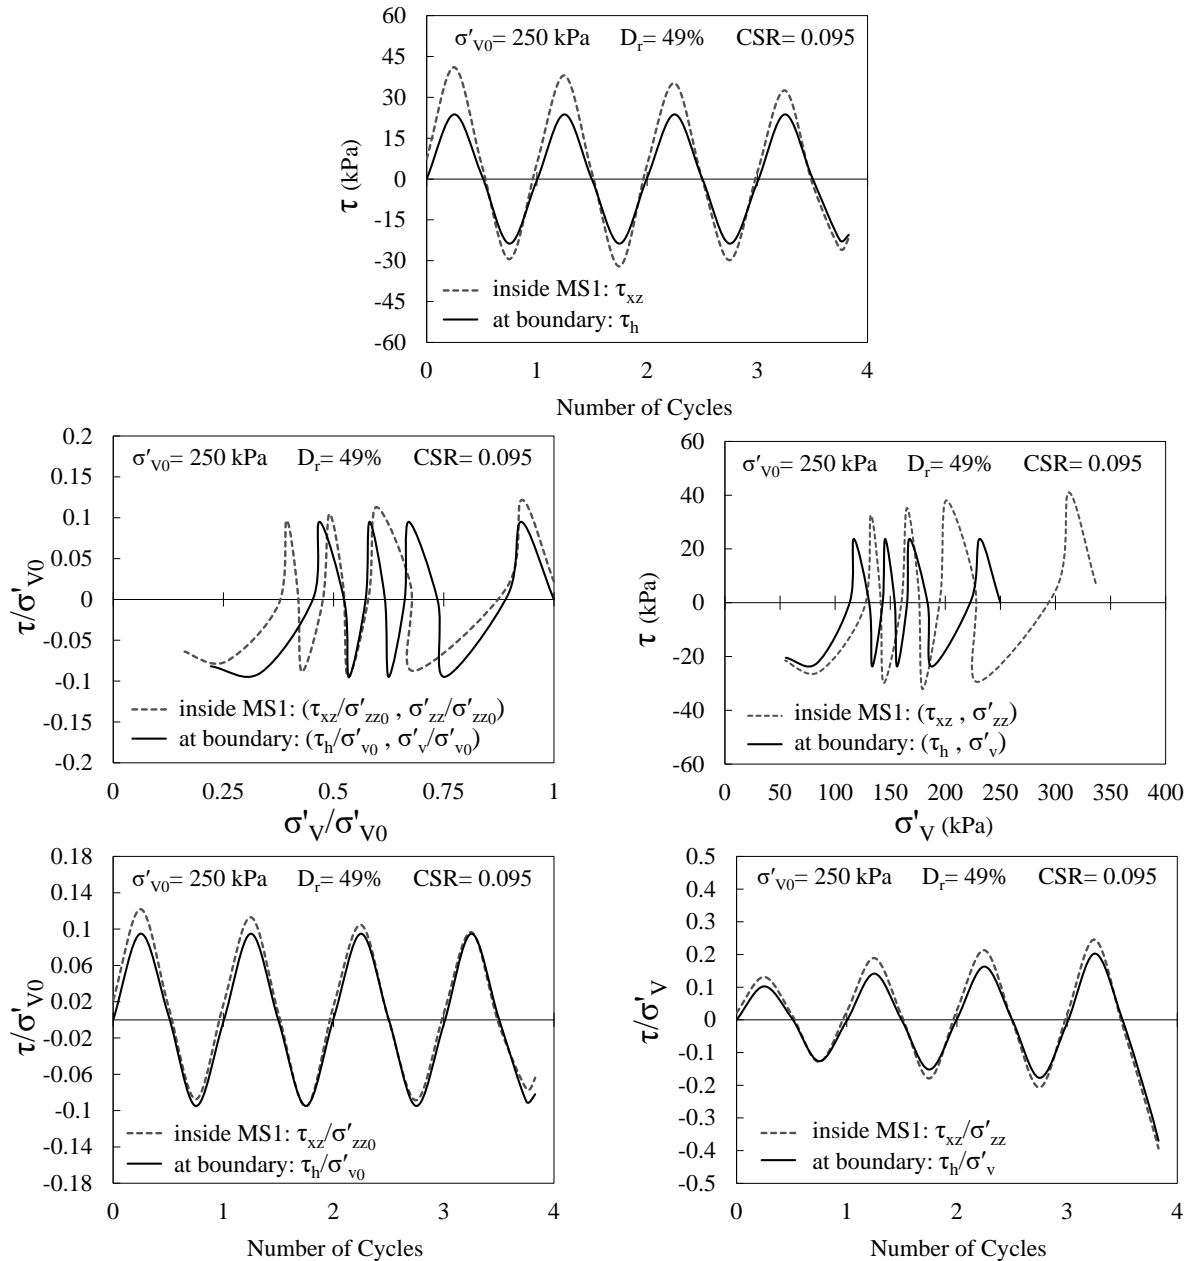 60
45
30
15
0
-15
-30
-45
-60
τ (kPa)
σ'V0= 250 kPa Dr= 49% CSR= 0.095
inside MS1: τxz
at boundary: τh
0 1 2 3 4
Number of Cycles
0.2
0.15
0.1
0.05
0
-0.05
-0.1
-0.15
-0.2
τ/σ'V0
σ'V0= 250 kPa Dr= 49% CSR= 0.095
inside MS1: (τxz/σ'zz0 , σ'zz/σ'zz0)
at boundary: (τh/σ'v0 , σ'v/σ'v0)
0 0.25 0.5 0.75 1
σ'V/σ'V0
60
40
20
0
-20
-40
-60
τ (kPa)
σ'V0= 250 kPa Dr= 49% CSR= 0.095
inside MS1: (τxz , σ'zz)
at boundary: (τh , σ'v)
0 50 100 150 200 250 300 350 400
σ'V (kPa)
0.18
0.14
0.1
0.06
0.02
-0.02
-0.06
-0.1
-0.14
-0.18
τ/σ'V0
σ'V0= 250 kPa Dr= 49% CSR= 0.095
inside MS1: τxz/σ'zz0
at boundary: τh/σ'v0
0 1 2 3 4
Number of Cycles
0.5
0.4
0.3
0.2
0.1
0
-0.1
-0.2
-0.3
-0.4
-0.5
τ/σ'V
σ'V0= 250 kPa Dr= 49% CSR= 0.095
inside MS1: τxz/σ'zz
at boundary: τh/σ'v
0 1 2 3 4
Number of Cycles